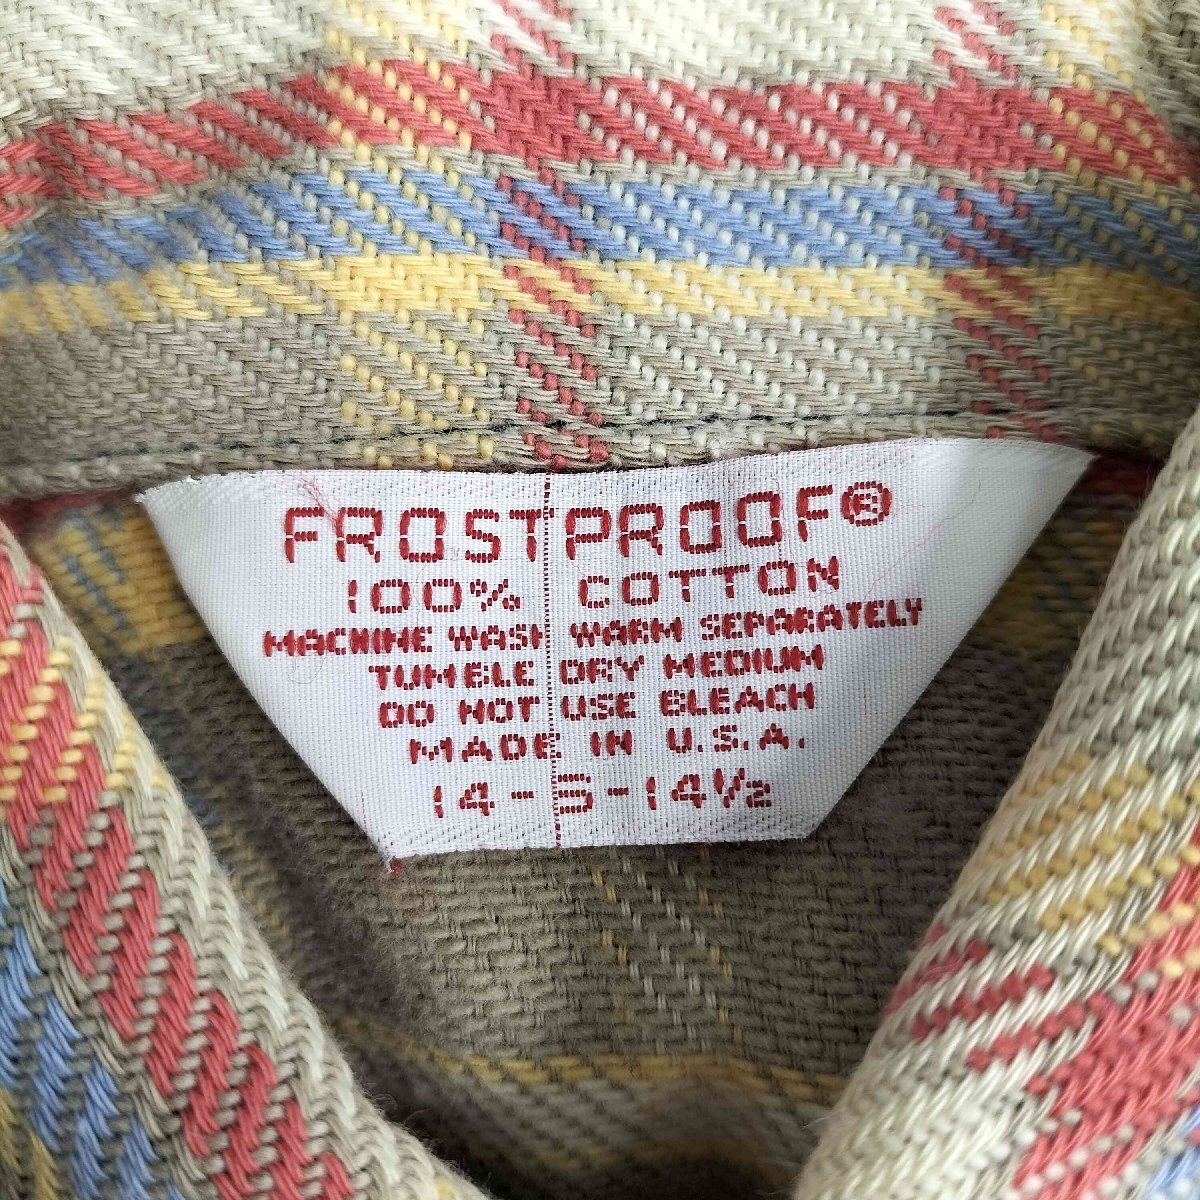 FROSTPROOF®
100% COTTON
MACHINE WASH WARM SEPARATELY
TUMBLE DRY MEDIUM
DO NOT USE BLEACH
MADE IN U.S.A.
14-S-14½